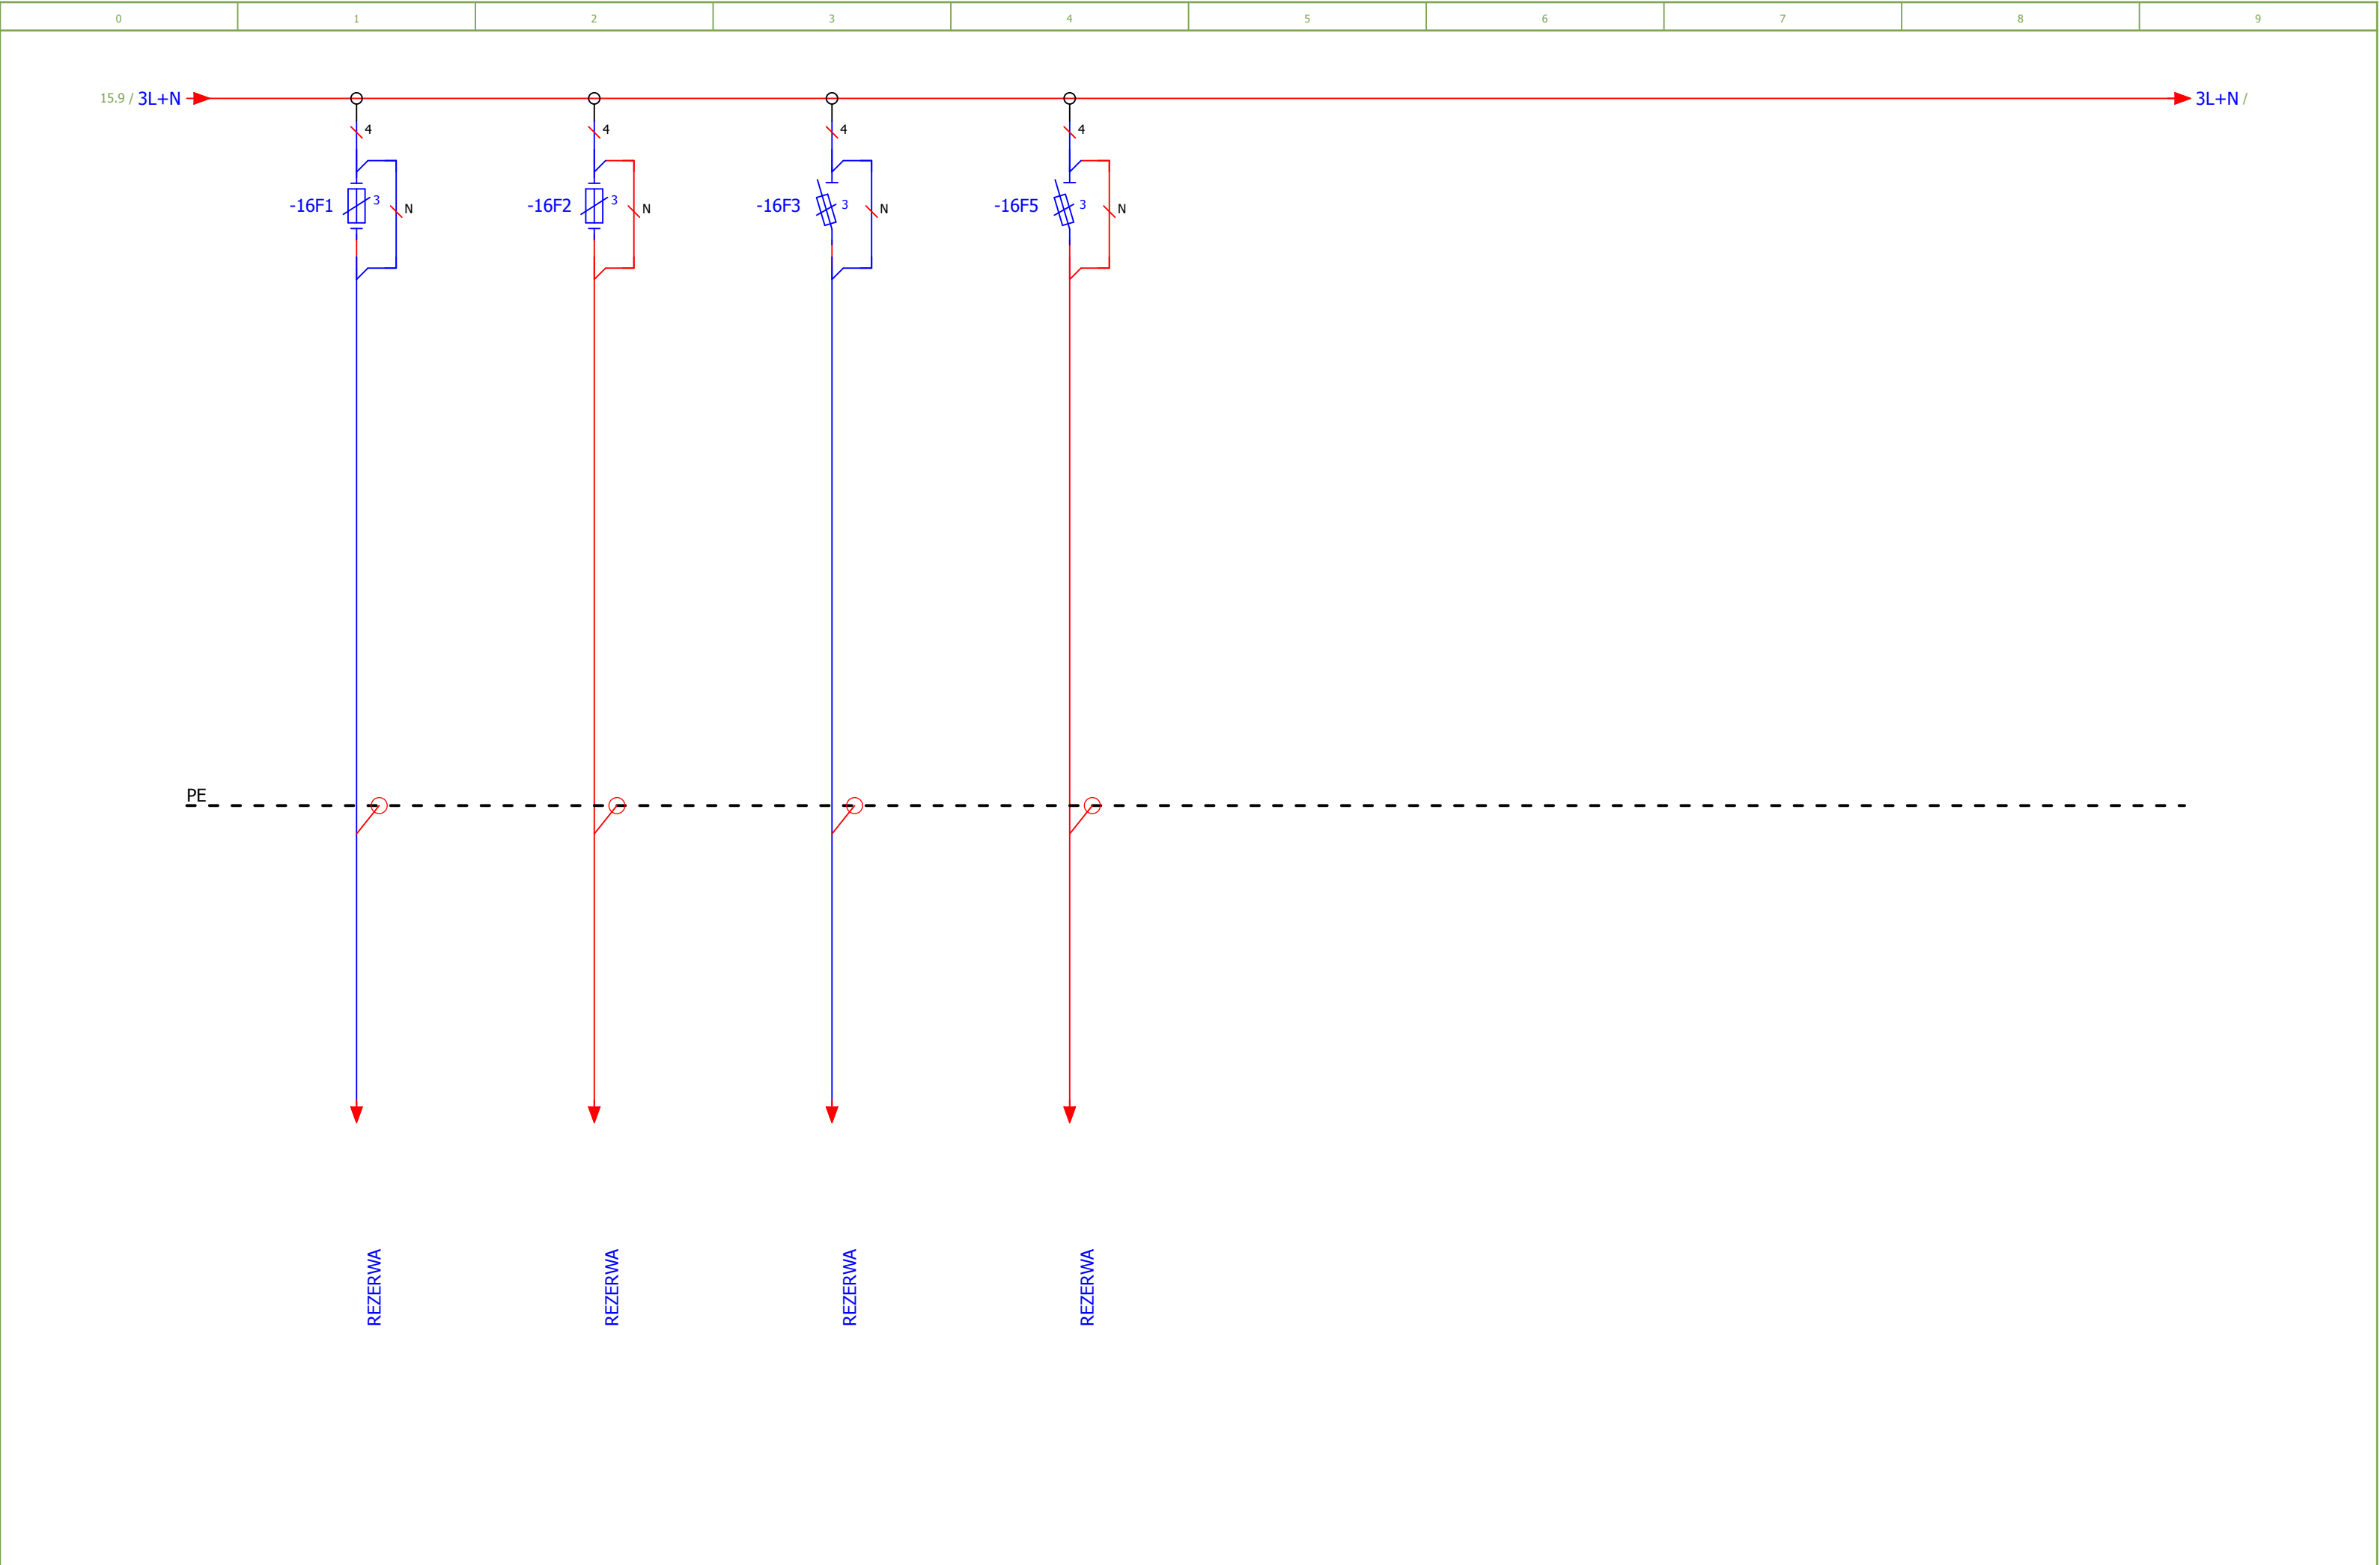 0 1 2 3 4 5 6 7 8 9
15.9 / 3L+N 3L+N /
4 4 4 4
-16F1 3 N -16F2 3 N -16F3 3 N -16F5 3 N
PE
REZERWA REZERWA REZERWA REZERWA